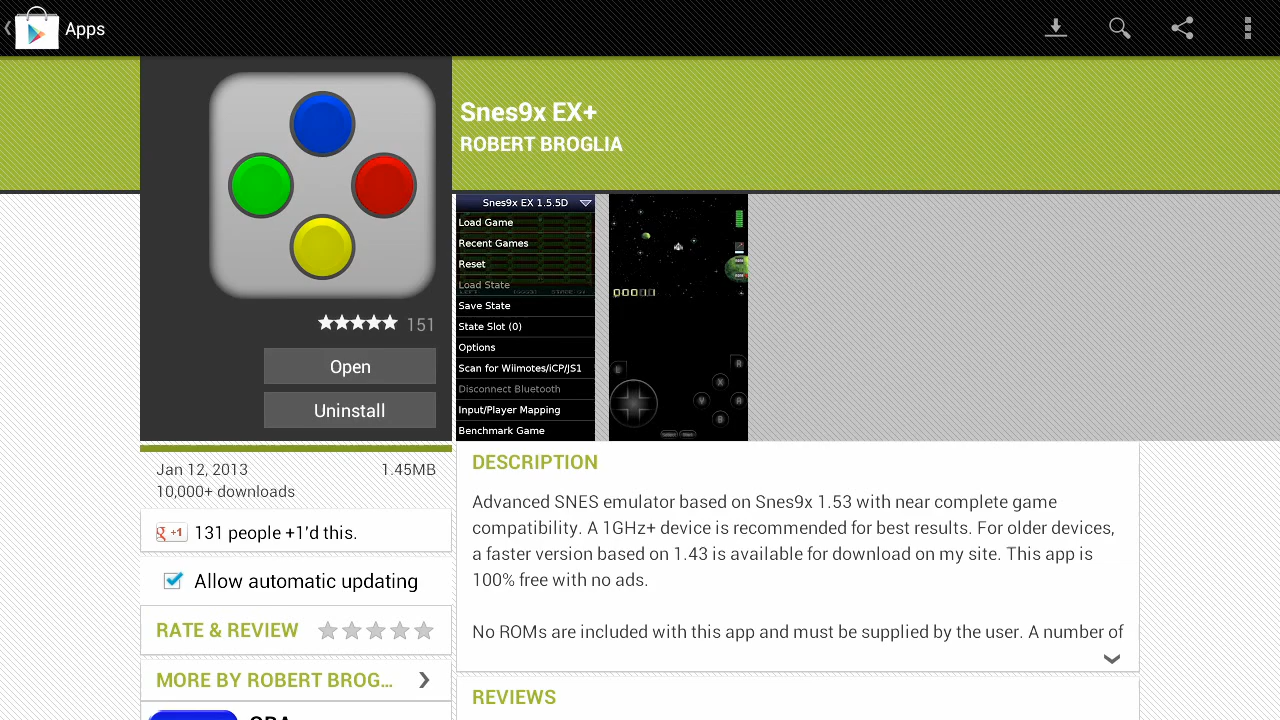 Apps
Snes9x EX+
ROBERT BROGLIA
151
Open
Uninstall
Snes9x EX 1.5.5D
Load Game
Recent Games
Reset
Load State
Save State
State Slot (0)
Options
Scan for Wiimotes/iCP/JS1
Disconnect Bluetooth
Input/Player Mapping
Benchmark Game
L
R
X
Y
A
B
Jan 12, 2013
1.45MB
10,000+ downloads
+1
131 people +1'd this.
Allow automatic updating
RATE & REVIEW
MORE BY ROBERT BROG...
DESCRIPTION
Advanced SNES emulator based on Snes9x 1.53 with near complete game
compatibility. A 1GHz+ device is recommended for best results. For older devices,
a faster version based on 1.43 is available for download on my site. This app is
100% free with no ads.
No ROMs are included with this app and must be supplied by the user. A number of
REVIEWS